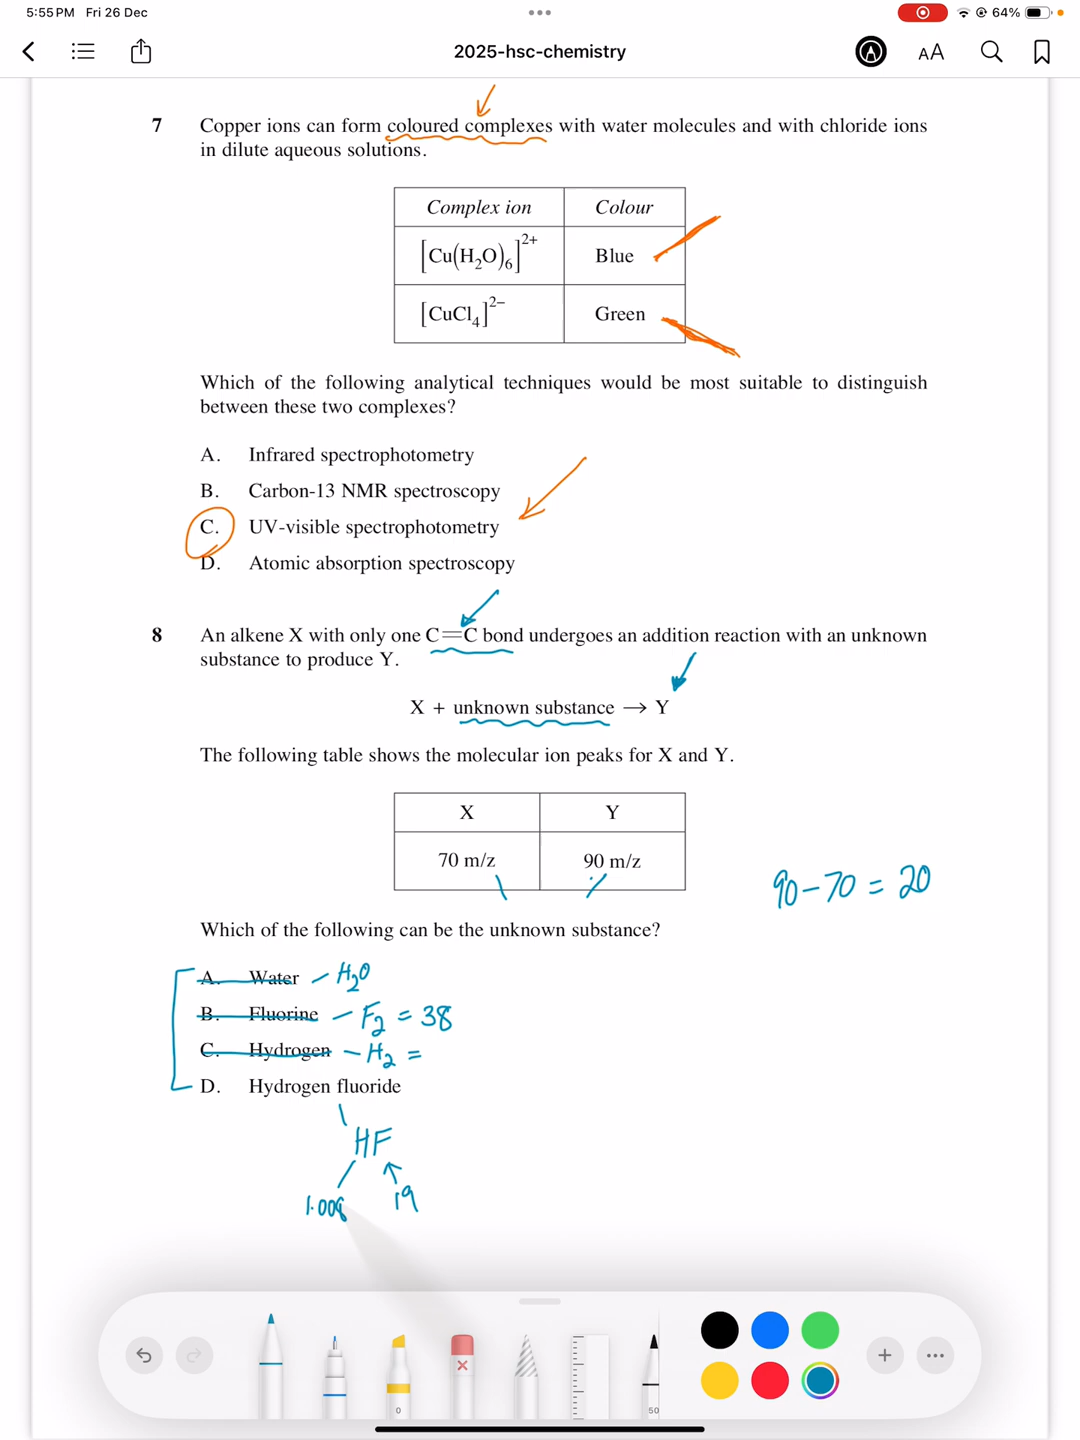 5:55 PM Fri 26 Dec
64%
2025-hsc-chemistry
AA
7 Copper ions can form coloured complexes with water molecules and with chloride ions
in dilute aqueous solutions.
Complex ion Colour
[Cu(H₂O)₆]²⁺ Blue
[CuCl₄]²⁻ Green
Which of the following analytical techniques would be most suitable to distinguish
between these two complexes?
A. Infrared spectrophotometry
B. Carbon-13 NMR spectroscopy
C. UV-visible spectrophotometry
D. Atomic absorption spectroscopy
8 An alkene X with only one C=C bond undergoes an addition reaction with an unknown
substance to produce Y.
X + unknown substance → Y
The following table shows the molecular ion peaks for X and Y.
X Y
70 m/z 90 m/z
90 – 70 = 20
Which of the following can be the unknown substance?
A. Water – H₂O
B. Fluorine – F₂ = 38
C. Hydrogen – H₂ =
D. Hydrogen fluoride
HF
1.008 19
0
50